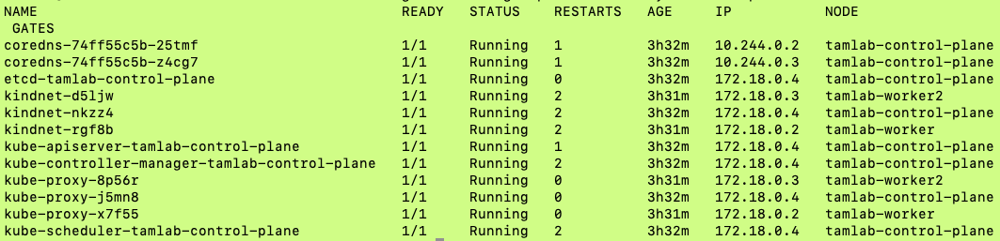 NAME                                    READY   STATUS    RESTARTS   AGE     IP           NODE
 GATES
coredns-74ff55c5b-25tmf                 1/1     Running   1          3h32m   10.244.0.2   tamlab-control-plane
coredns-74ff55c5b-z4cg7                 1/1     Running   1          3h32m   10.244.0.3   tamlab-control-plane
etcd-tamlab-control-plane               1/1     Running   0          3h32m   172.18.0.4   tamlab-control-plane
kindnet-d5ljw                           1/1     Running   2          3h31m   172.18.0.3   tamlab-worker2
kindnet-nkzz4                           1/1     Running   2          3h32m   172.18.0.4   tamlab-control-plane
kindnet-rgf8b                           1/1     Running   2          3h31m   172.18.0.2   tamlab-worker
kube-apiserver-tamlab-control-plane     1/1     Running   1          3h32m   172.18.0.4   tamlab-control-plane
kube-controller-manager-tamlab-control-plane   1/1     Running   2          3h32m   172.18.0.4   tamlab-control-plane
kube-proxy-8p56r                        1/1     Running   0          3h31m   172.18.0.3   tamlab-worker2
kube-proxy-j5mn8                        1/1     Running   0          3h32m   172.18.0.4   tamlab-control-plane
kube-proxy-x7f55                        1/1     Running   0          3h31m   172.18.0.2   tamlab-worker
kube-scheduler-tamlab-control-plane     1/1     Running   2          3h32m   172.18.0.4   tamlab-control-plane